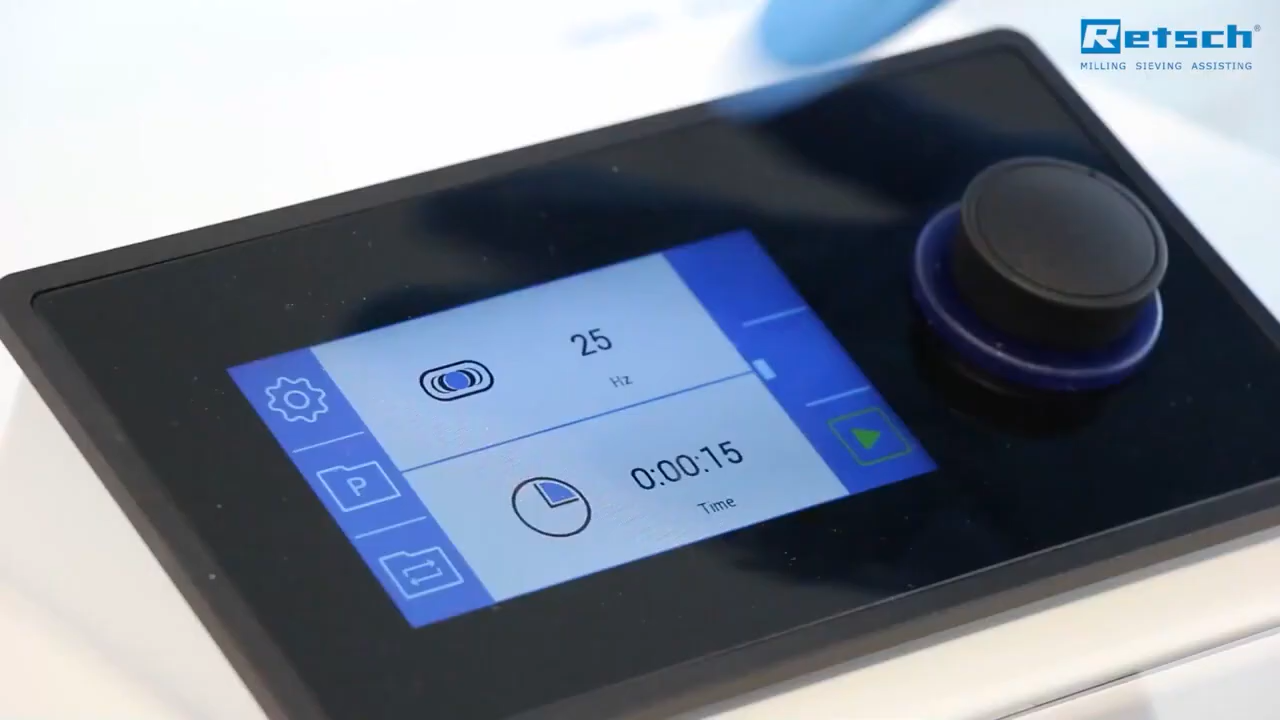 Retsch®
MILLING SIEVING ASSISTING
25
Hz
0:00:15
Time
P